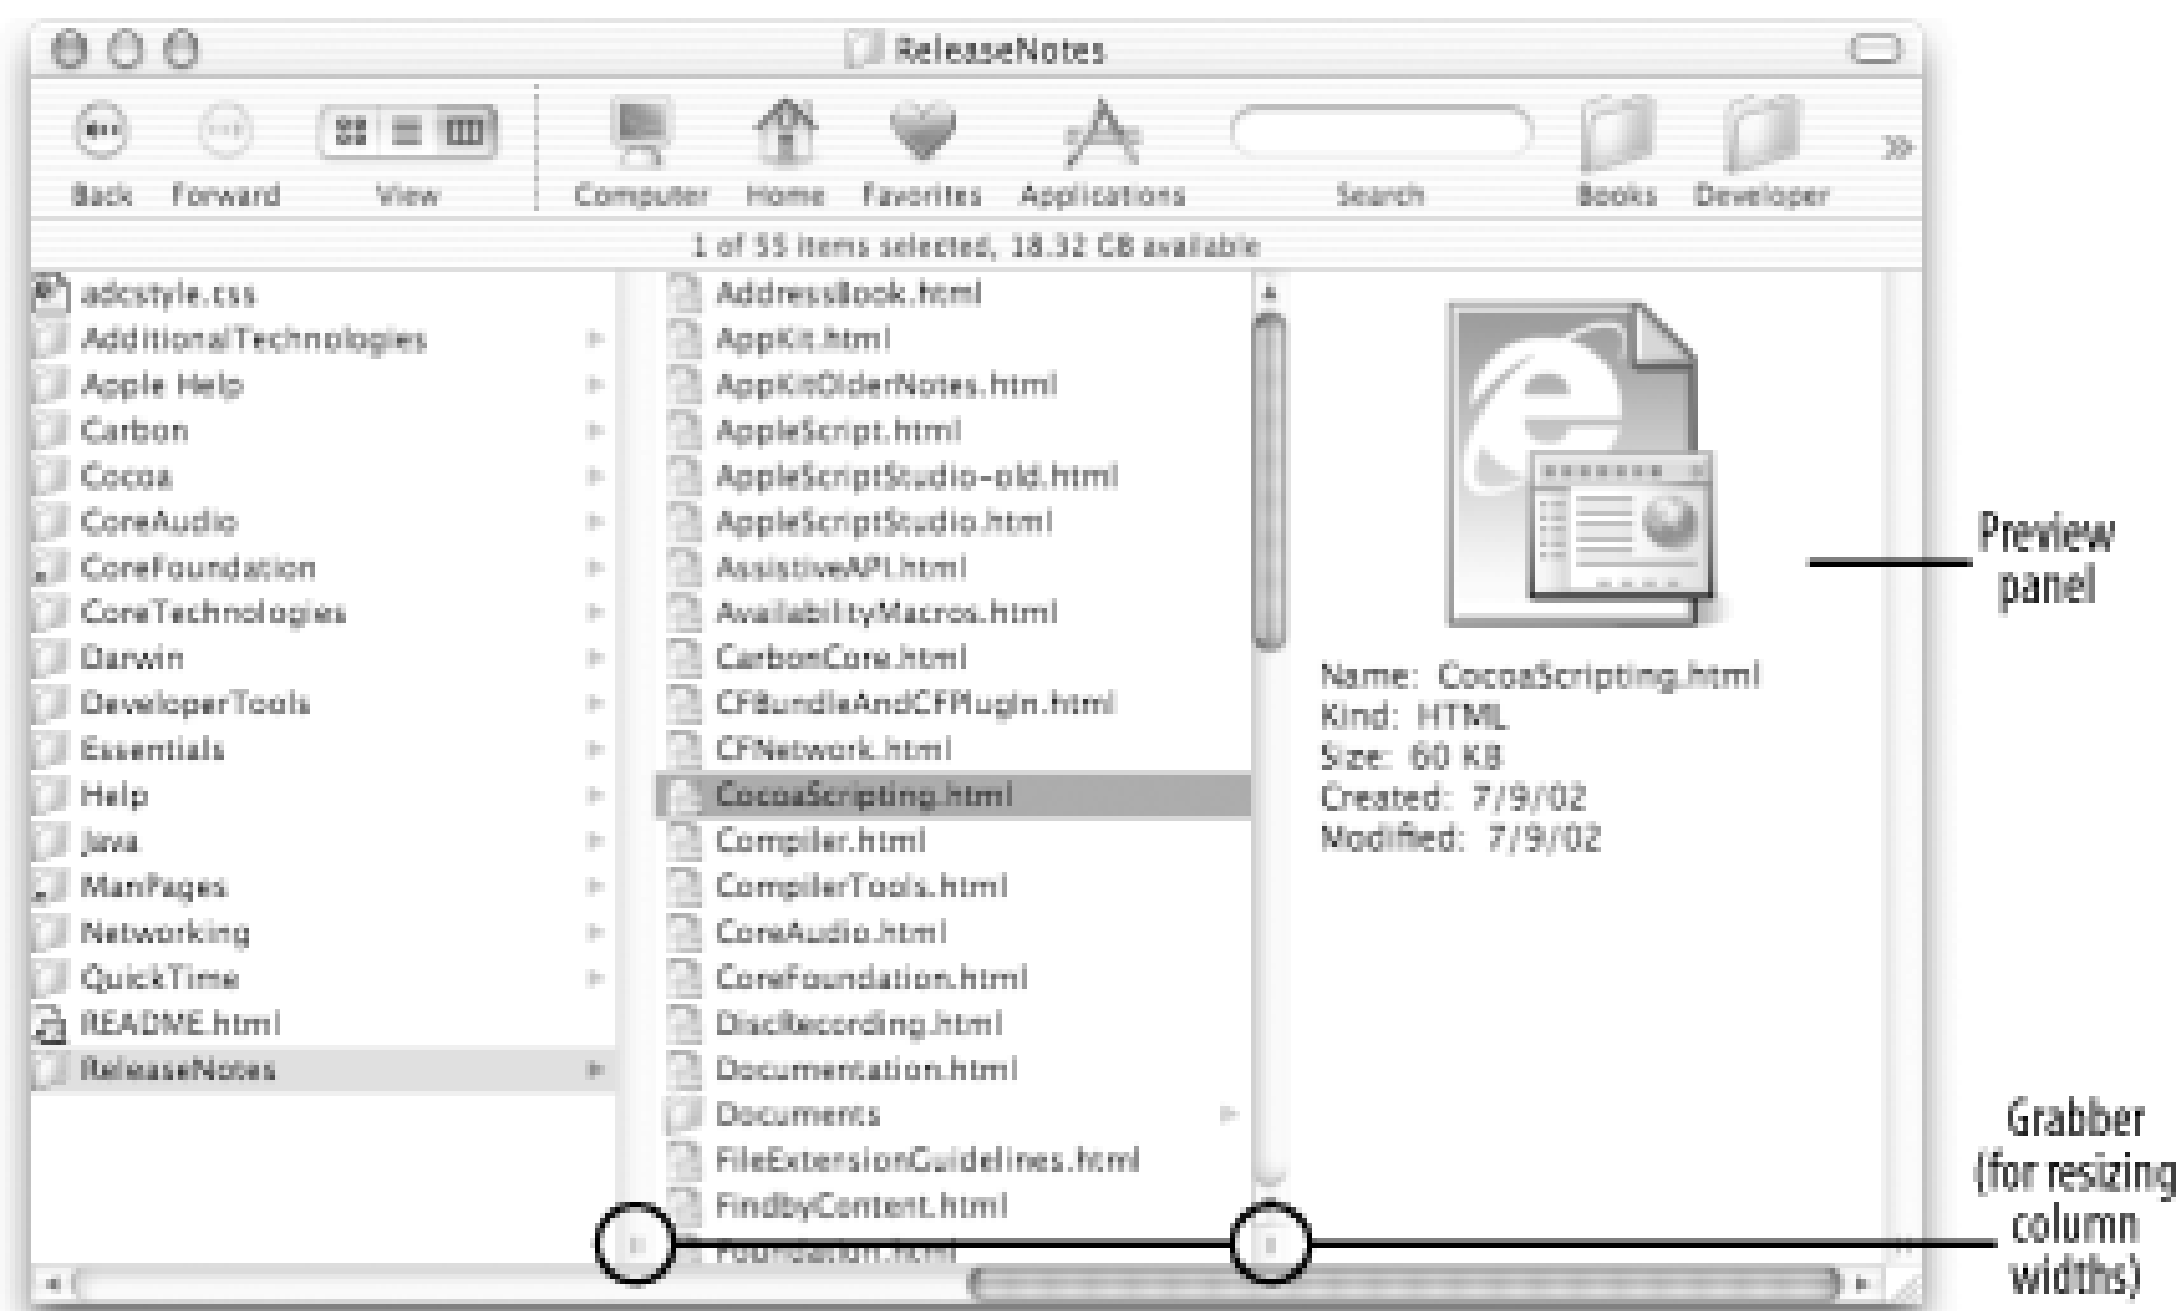 ReleaseNotes
Back Forward View Computer Home Favorites Applications Search Books Developer
1 of 55 items selected, 18.32 GB available
adcstyle.css
AdditionalTechnologies
Apple Help
Carbon
Cocoa
CoreAudio
CoreFoundation
CoreTechnologies
Darwin
DeveloperTools
Essentials
Help
Java
ManPages
Networking
QuickTime
README.html
ReleaseNotes
AddressBook.html
AppKit.html
AppKitOlderNotes.html
AppleScript.html
AppleScriptStudio-old.html
AppleScriptStudio.html
AssistiveAPI.html
AvailabilityMacros.html
CarbonCore.html
CFBundleAndCFPlugIn.html
CFNetwork.html
CocoaScripting.html
Compiler.html
CompilerTools.html
CoreAudio.html
CoreFoundation.html
DiscRecording.html
Documentation.html
Documents
FileExtensionGuidelines.html
FindbyContent.html
Foundation.html
Name: CocoaScripting.html
Kind: HTML
Size: 60 KB
Created: 7/9/02
Modified: 7/9/02
Preview
panel
Grabber
(for resizing
column
widths)